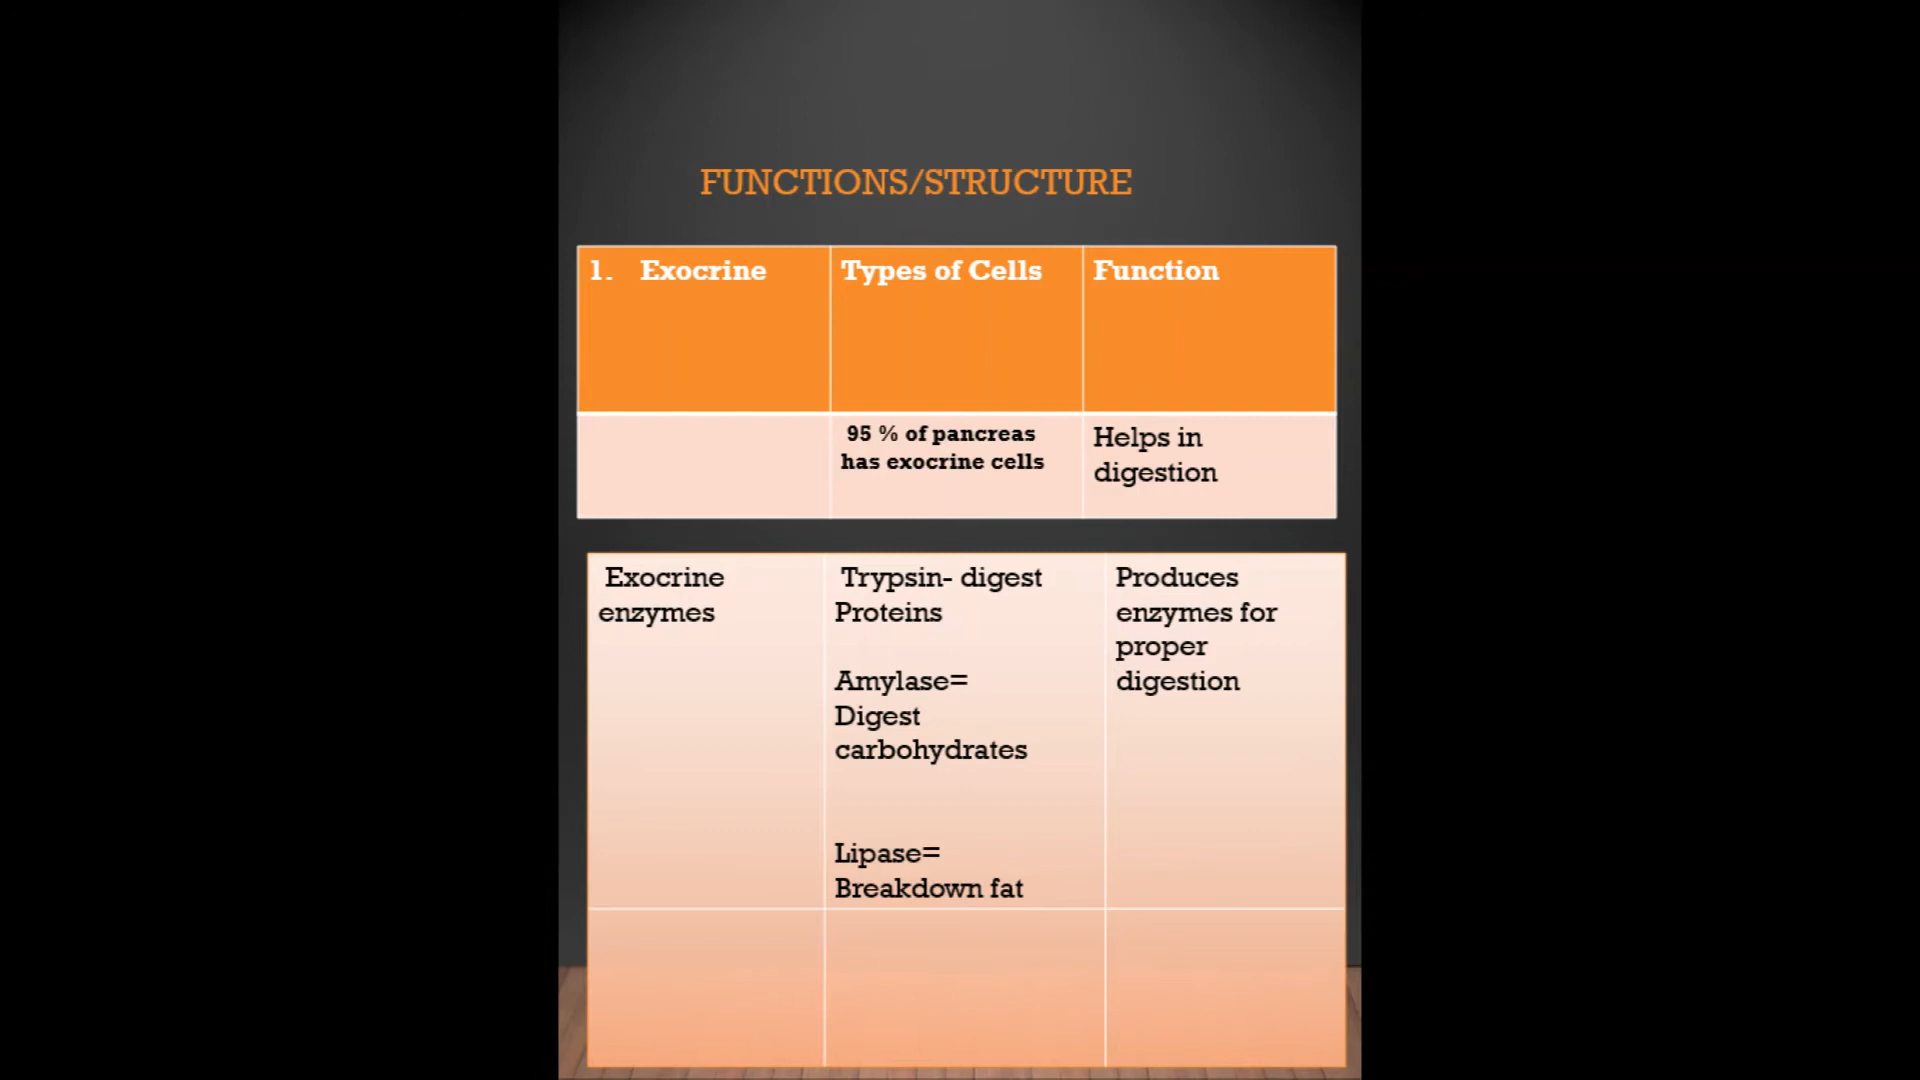 FUNCTIONS/STRUCTURE
1. Exocrine
Types of Cells
Function
95 % of pancreas
has exocrine cells
Helps in
digestion
Exocrine
enzymes
Trypsin- digest
Proteins
Amylase=
Digest
carbohydrates
Lipase=
Breakdown fat
Produces
enzymes for
proper
digestion